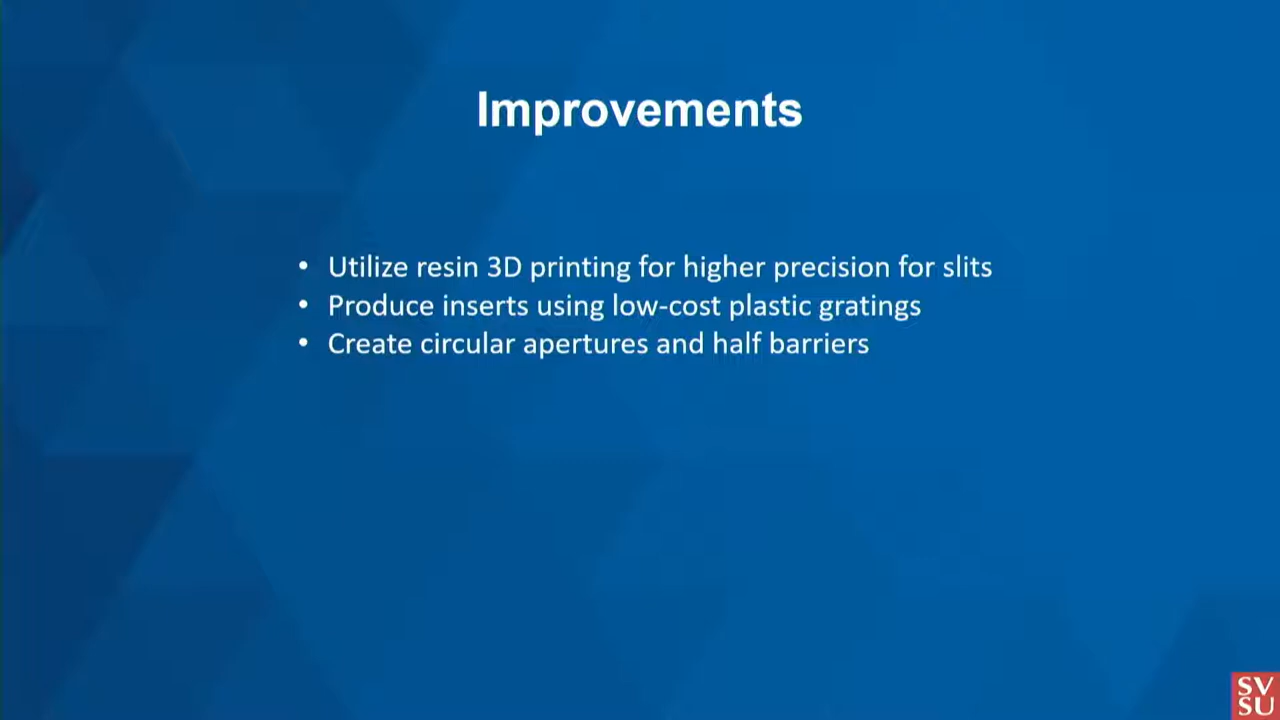 Improvements
• Utilize resin 3D printing for higher precision for slits
• Produce inserts using low-cost plastic gratings
• Create circular apertures and half barriers
SV
SU